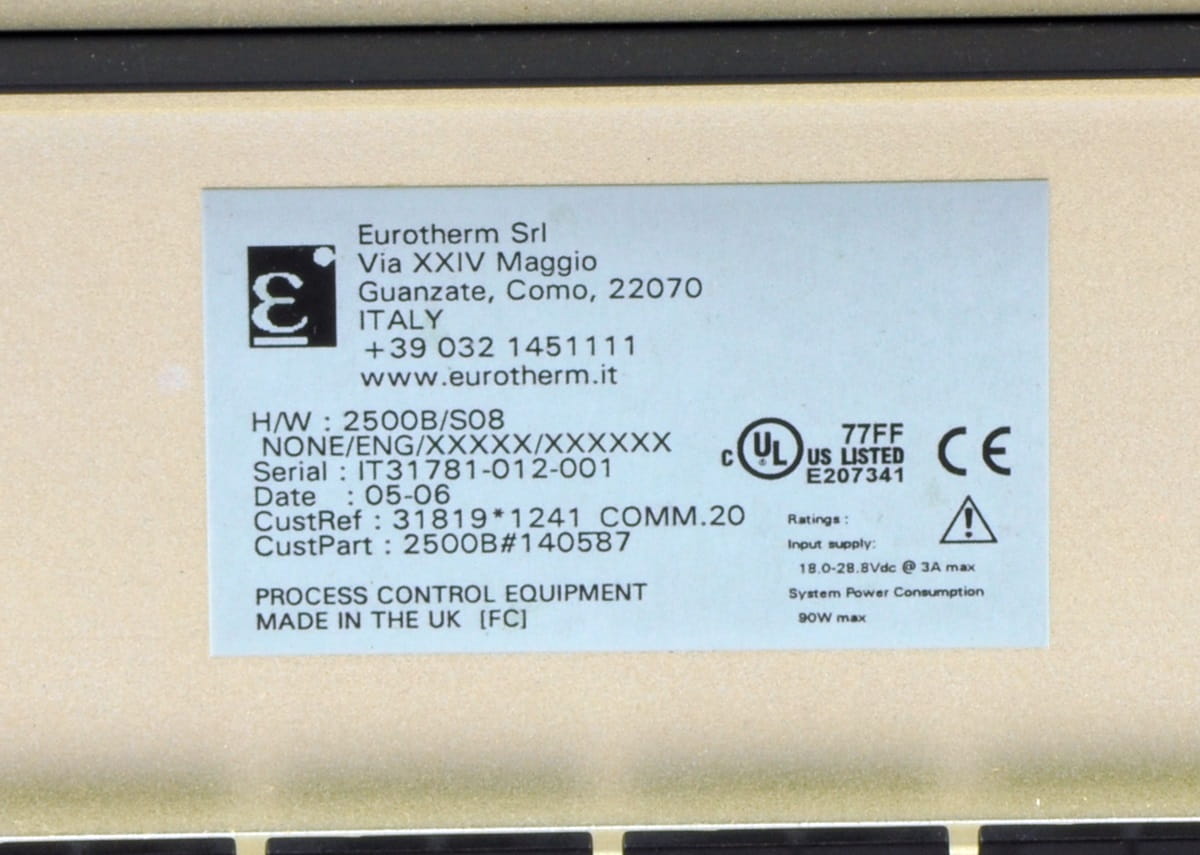 Eurotherm Srl
Via XXIV Maggio
Guanzate, Como, 22070
ITALY
+39 032 1451111
www.eurotherm.it
H/W : 2500B/S08
NONE/ENG/XXXXX/XXXXXX
Serial : IT31781-012-001
Date : 05-06
CustRef : 31819*1241_COMM.20
CustPart : 2500B#140587
PROCESS CONTROL EQUIPMENT
MADE IN THE UK [FC]
C UL US LISTED
77FF
E207341
CE
Ratings :
Input supply:
18.0-28.8Vdc @ 3A max
System Power Consumption
90W max